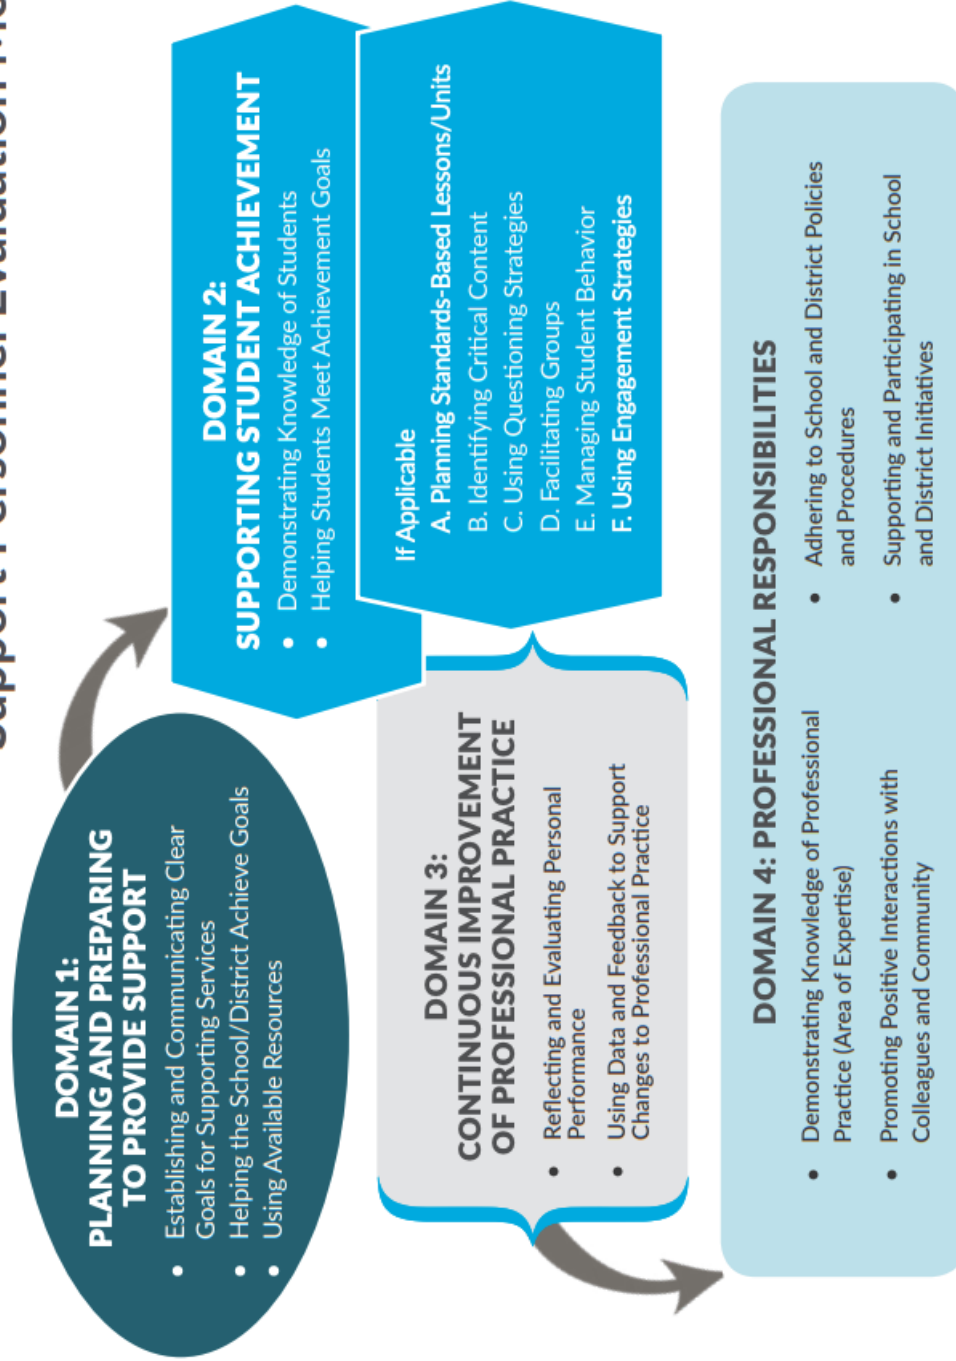 Support Personnel Evaluation
DOMAIN 1:
PLANNING AND PREPARING
TO PROVIDE SUPPORT
• Establishing and Communicating Clear
Goals for Supporting Services
• Helping the School/District Achieve Goals
• Using Available Resources
DOMAIN 2:
SUPPORTING STUDENT ACHIEVEMENT
• Demonstrating Knowledge of Students
• Helping Students Meet Achievement Goals
If Applicable
A. Planning Standards-Based Lessons/Units
B. Identifying Critical Content
C. Using Questioning Strategies
D. Facilitating Groups
E. Managing Student Behavior
F. Using Engagement Strategies
DOMAIN 3:
CONTINUOUS IMPROVEMENT
OF PROFESSIONAL PRACTICE
• Reflecting and Evaluating Personal
Performance
• Using Data and Feedback to Support
Changes to Professional Practice
DOMAIN 4: PROFESSIONAL RESPONSIBILITIES
• Demonstrating Knowledge of Professional
Practice (Area of Expertise)
• Promoting Positive Interactions with
Colleagues and Community
• Adhering to School and District Policies
and Procedures
• Supporting and Participating in School
and District Initiatives